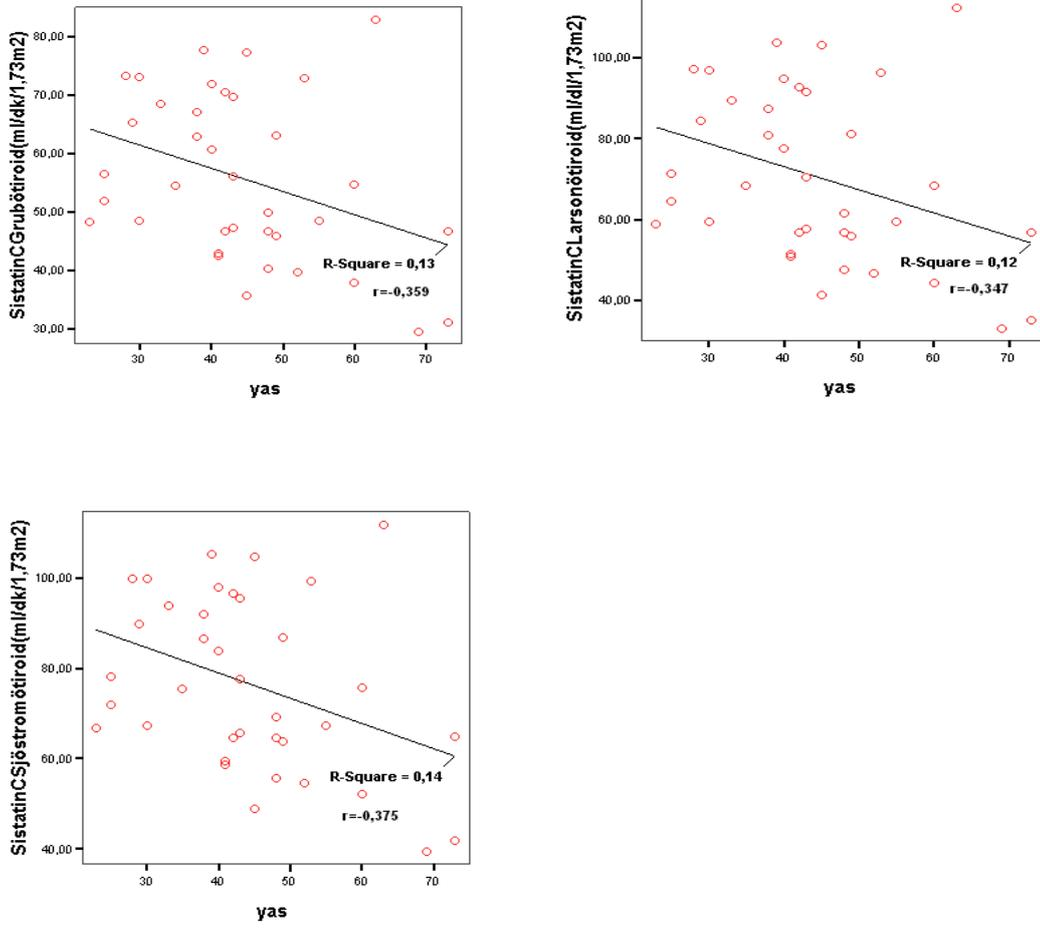 SistatinCGrubötiroid(ml/dk/1,73m2)
80,00
70,00
60,00
50,00
40,00
30,00
R-Square = 0,13
r=-0,359
30 40 50 60 70
yas
SistatinCLarsonötiroid(ml/dl/1,73m2)
100,00
80,00
60,00
40,00
R-Square = 0,12
r=-0,347
30 40 50 60 70
yas
SistatinCSjöstromötiroid(ml/dk/1,73m2)
100,00
80,00
60,00
40,00
R-Square = 0,14
r=-0,375
30 40 50 60 70
yas